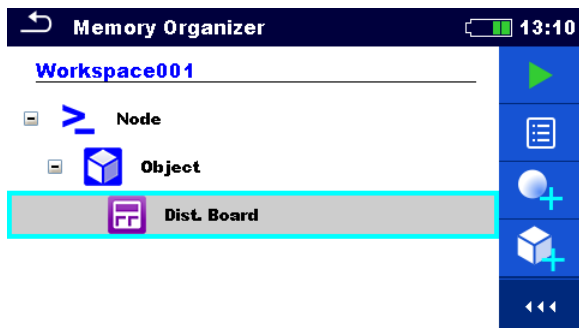 Memory Organizer 13:10
Workspace001
Node
Object
Dist. Board